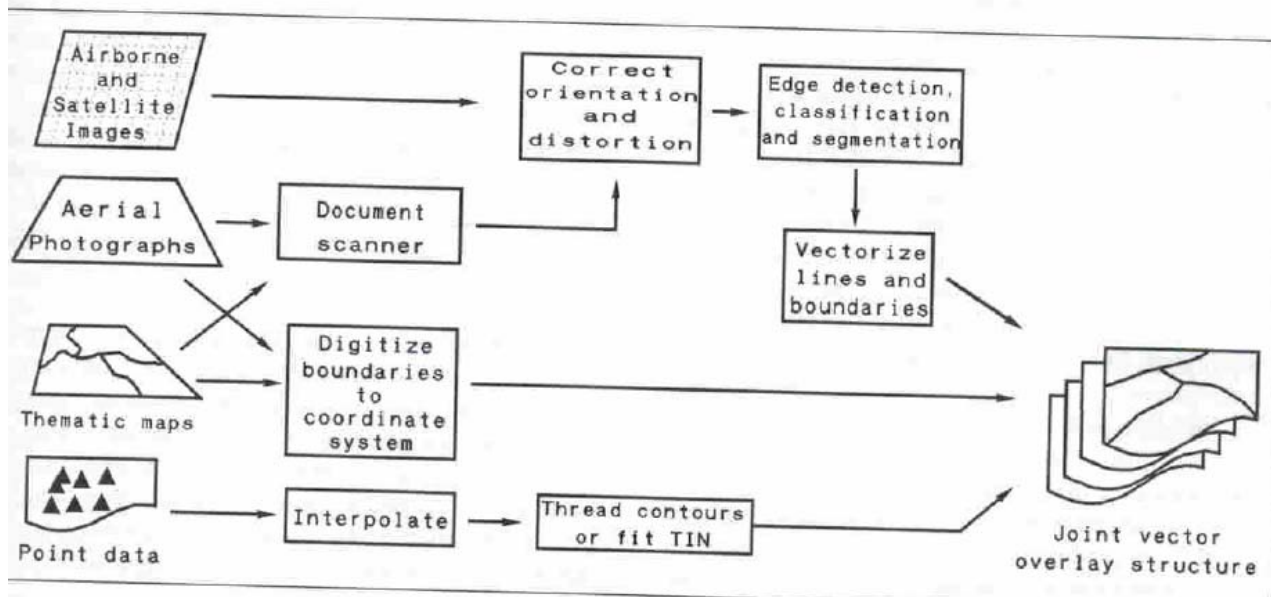 Airborne
and
Satellite
Images
Correct
orientation
and
distortion
Edge detection,
classification
and segmentation
Aerial
Photographs
Document
scanner
Vectorize
lines and
boundaries
Thematic maps
Digitize
boundaries
to
coordinate
system
Point data
Interpolate
Thread contours
or fit TIN
Joint vector
overlay structure